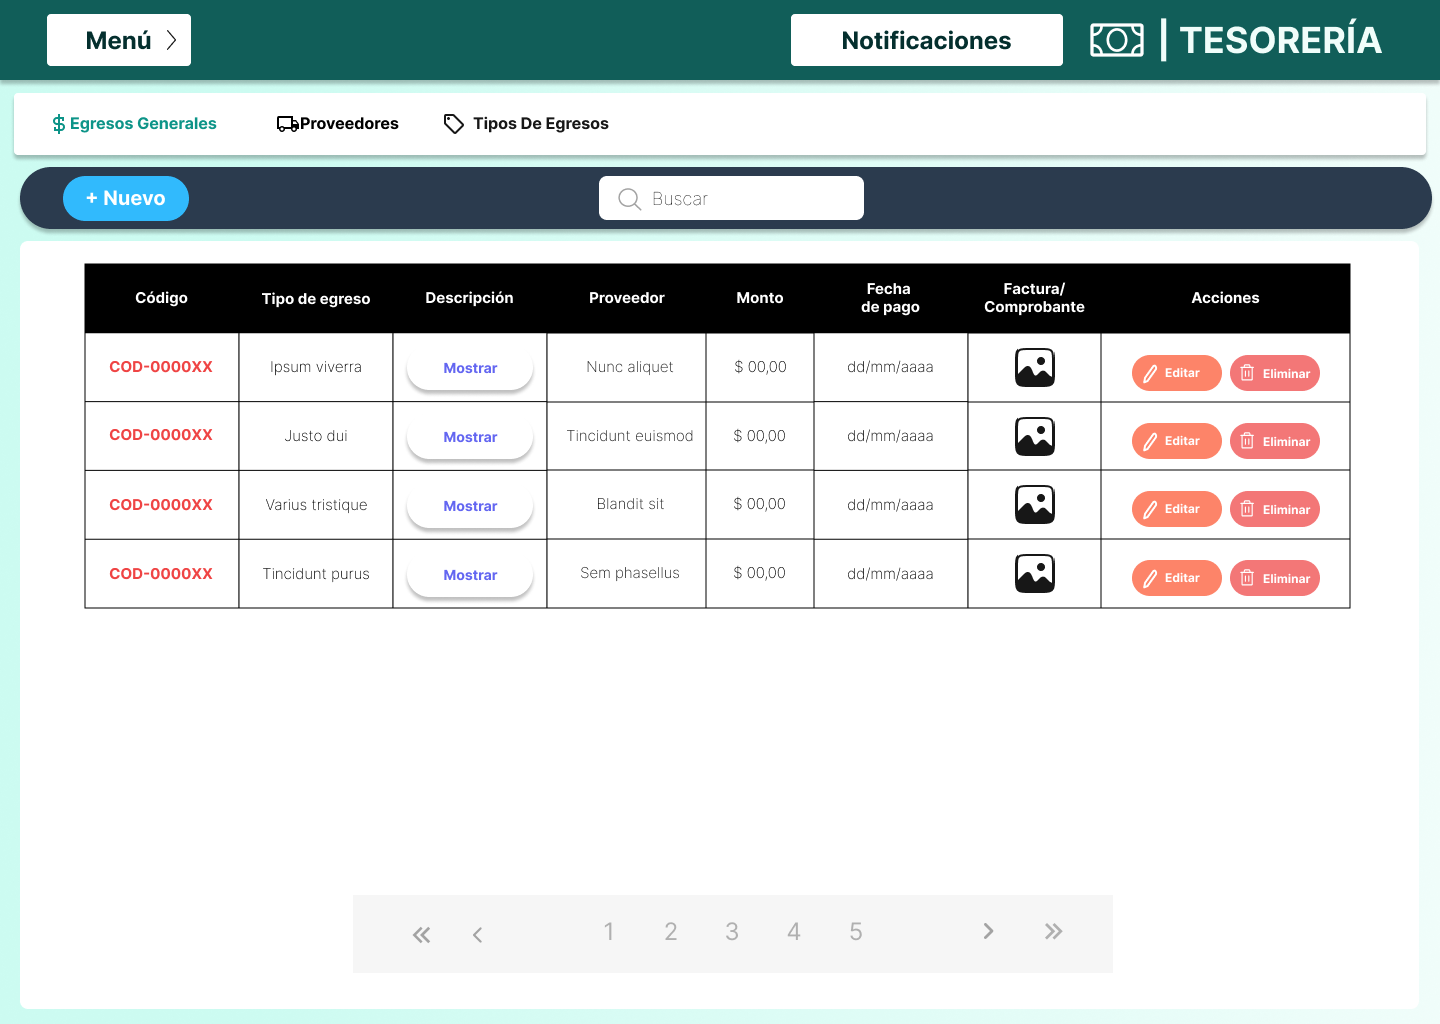 Menú
Notificaciones
| TESORERÍA
Egresos Generales
Proveedores
Tipos De Egresos
+ Nuevo
Buscar
Código Tipo de egreso Descripción Proveedor Monto Fecha de pago Factura/ Comprobante Acciones
COD-0000XX Ipsum viverra Mostrar Nunc aliquet $ 00,00 dd/mm/aaaa Editar Eliminar
COD-0000XX Justo dui Mostrar Tincidunt euismod $ 00,00 dd/mm/aaaa Editar Eliminar
COD-0000XX Varius tristique Mostrar Blandit sit $ 00,00 dd/mm/aaaa Editar Eliminar
COD-0000XX Tincidunt purus Mostrar Sem phasellus $ 00,00 dd/mm/aaaa Editar Eliminar
1 2 3 4 5